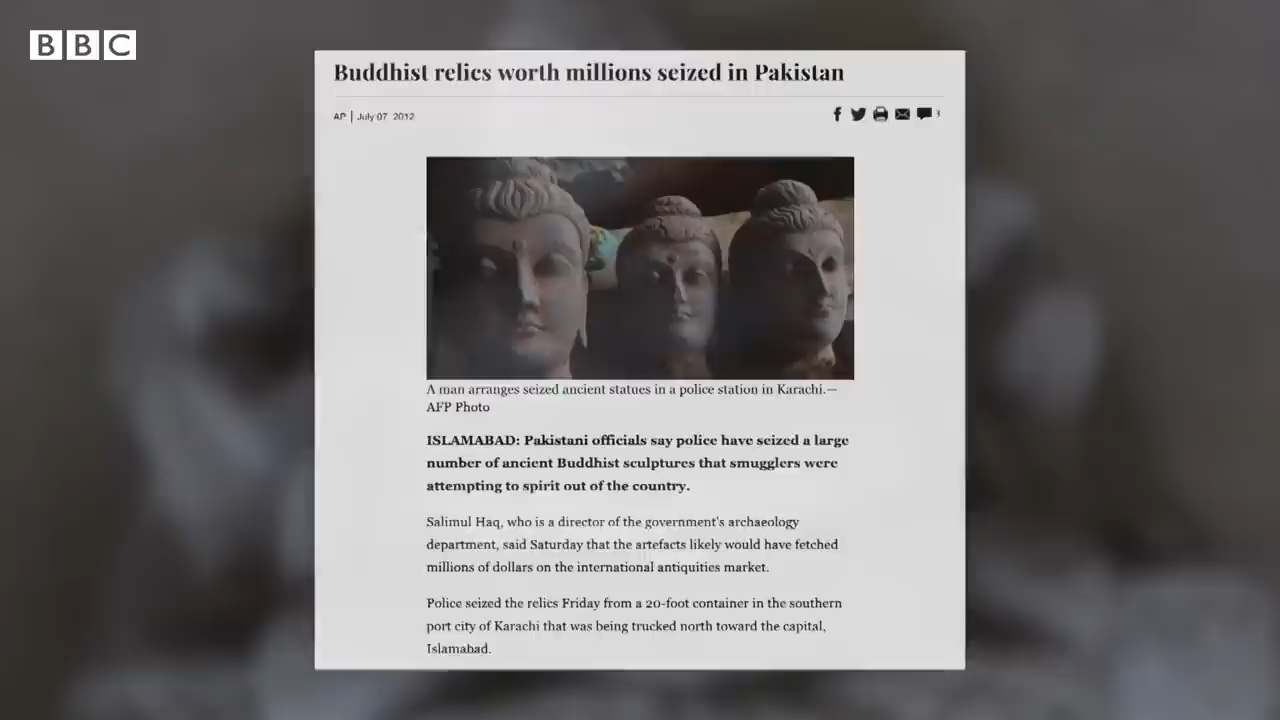 BBC
Buddhist relics worth millions seized in Pakistan
AP | July 07, 2012
3
A man arranges seized ancient statues in a police station in Karachi.—
AFP Photo
ISLAMABAD: Pakistani officials say police have seized a large
number of ancient Buddhist sculptures that smugglers were
attempting to spirit out of the country.
Salimul Haq, who is a director of the government's archaeology
department, said Saturday that the artefacts likely would have fetched
millions of dollars on the international antiquities market.
Police seized the relics Friday from a 20-foot container in the southern
port city of Karachi that was being trucked north toward the capital,
Islamabad.